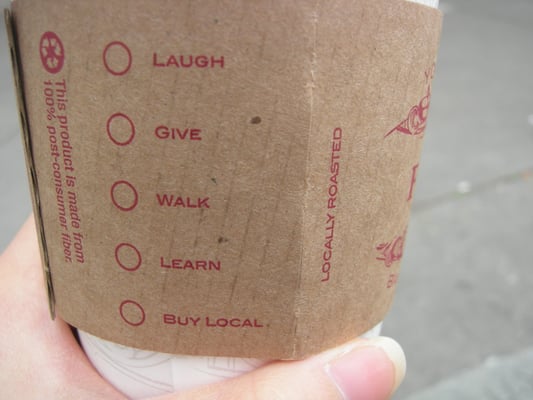 This product is made from
100% post-consumer fiber.
LAUGH
GIVE
WALK
LEARN
BUY LOCAL
LOCALLY ROASTED